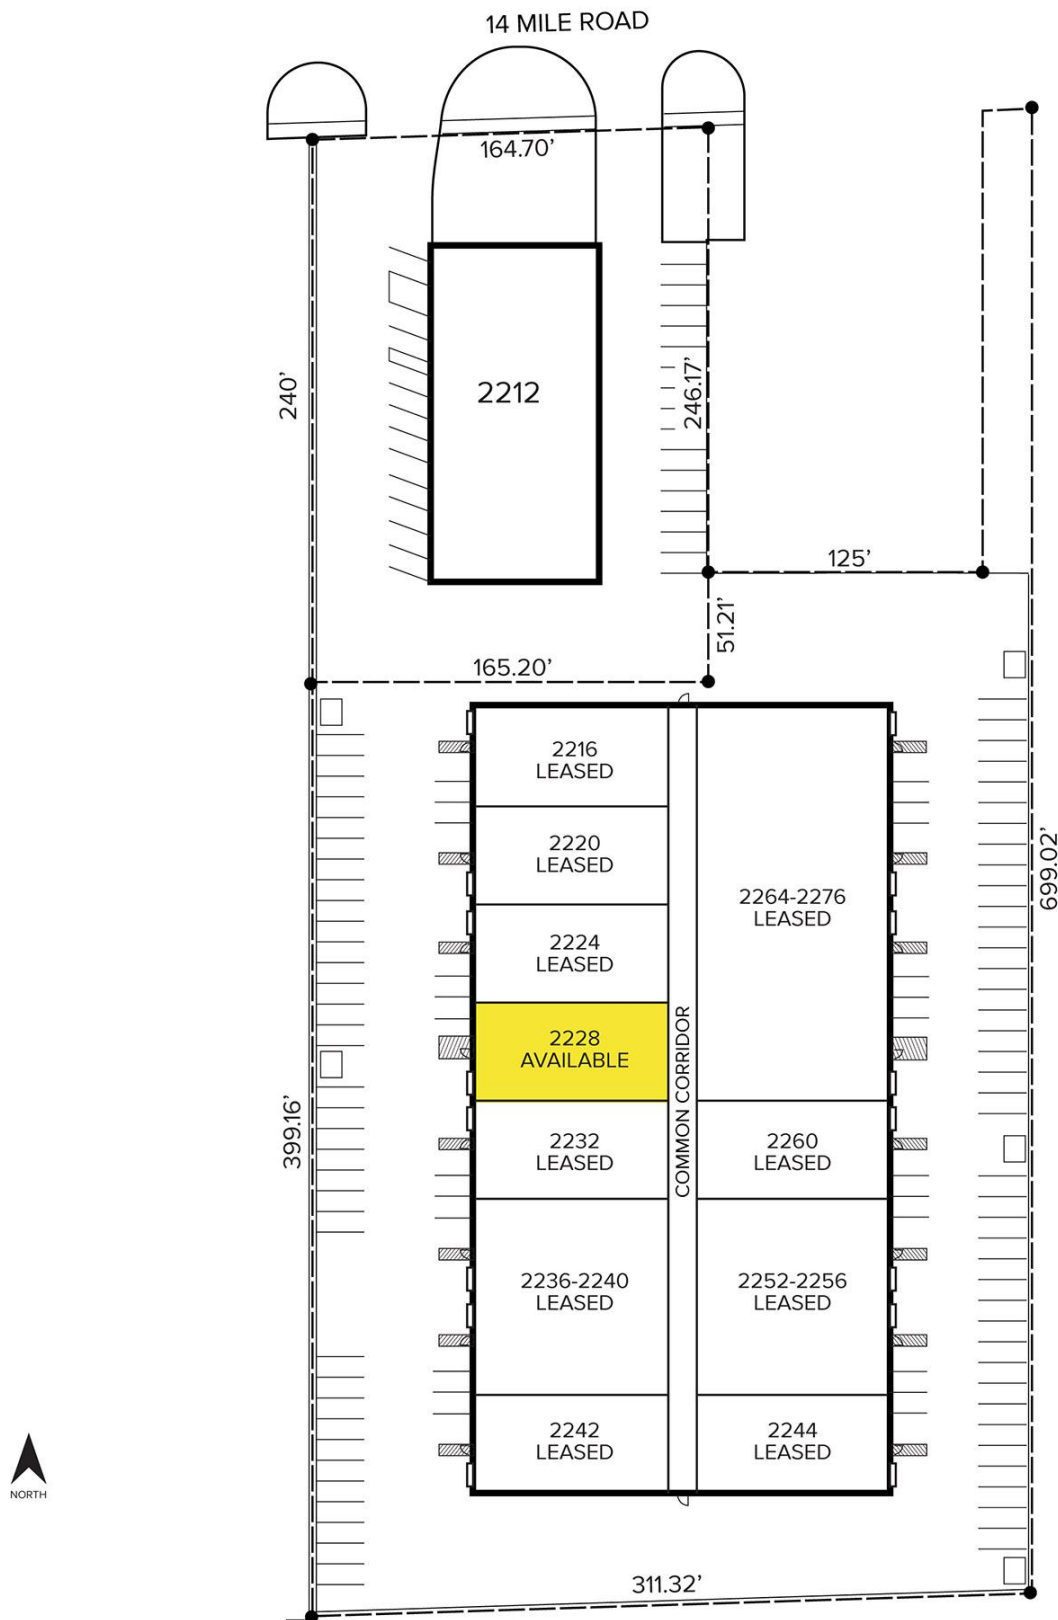 14 MILE ROAD
164.70’
240’
2212
246.17’
125’
51.21’
165.20’
2216
LEASED
2220
LEASED
2264-2276
LEASED
699.02’
2224
LEASED
2228
AVAILABLE
COMMON CORRIDOR
399.16’
2232
LEASED
2260
LEASED
2236-2240
LEASED
2252-2256
LEASED
2242
LEASED
2244
LEASED
NORTH
311.32’